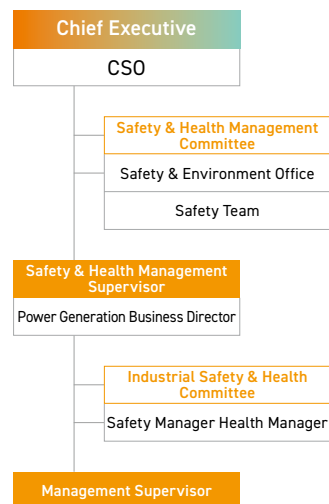 Chief Executive
CSO
Safety & Health Management
Committee
Safety & Environment Office
Safety Team
Safety & Health Management
Supervisor
Power Generation Business Director
Industrial Safety & Health
Committee
Safety Manager Health Manager
Management Supervisor